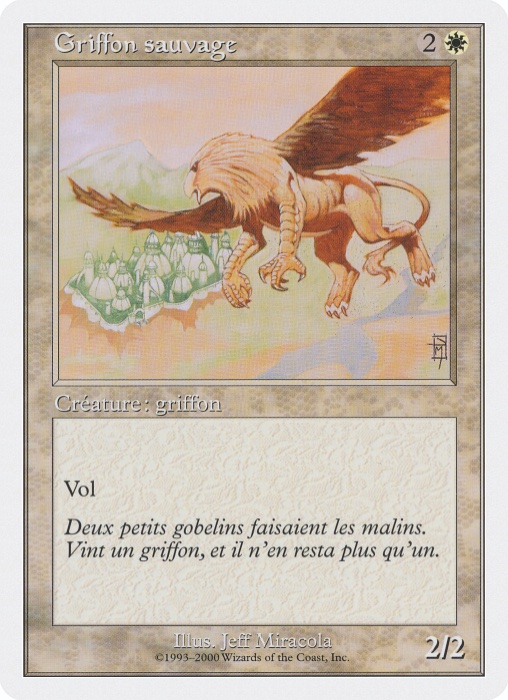 Griffon sauvage 2
Créature : griffon
Vol
Deux petits gobelins faisaient les malins.
Vint un griffon, et il n'en resta plus qu'un.
Illus. Jeff Miracola
©1993–2000 Wizards of the Coast, Inc.
2/2